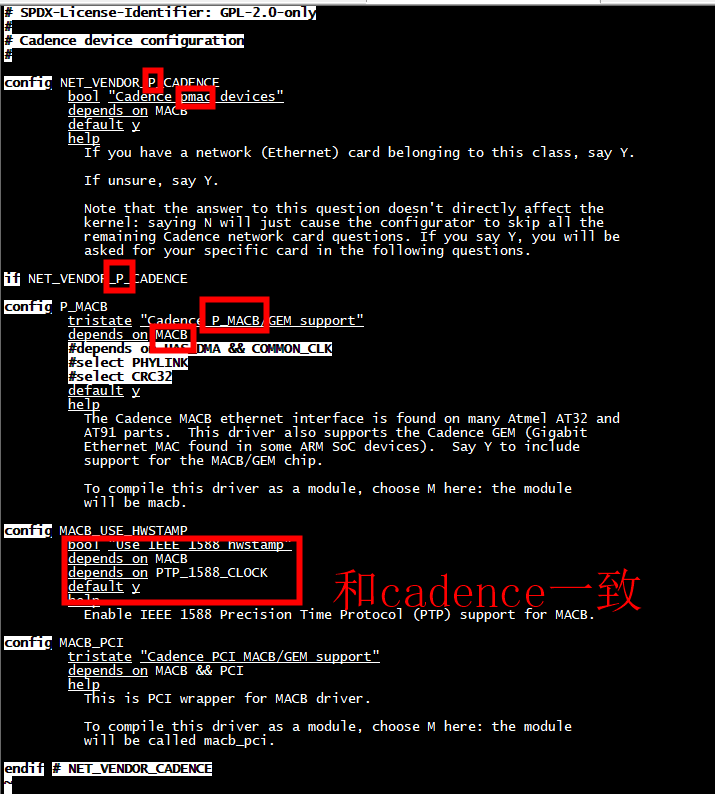 # SPDX-License-Identifier: GPL-2.0-only
#
# Cadence device configuration
#
config NET_VENDOR_P_CADENCE
bool "Cadence pmac devices"
depends on MACB
default y
help
If you have a network (Ethernet) card belonging to this class, say Y.
If unsure, say Y.
Note that the answer to this question doesn't directly affect the
kernel: saying N will just cause the configurator to skip all the
remaining Cadence network card questions. If you say Y, you will be
asked for your specific card in the following questions.
if NET_VENDOR_P_CADENCE
config P_MACB
tristate "Cadence P_MACB/GEM support"
depends on MACB
#depends on HAS_DMA && COMMON_CLK
#select PHYLINK
#select CRC32
default y
help
The Cadence MACB ethernet interface is found on many Atmel AT32 and
AT91 parts.  This driver also supports the Cadence GEM (Gigabit
Ethernet MAC found in some ARM SoC devices).  Say Y to include
support for the MACB/GEM chip.
To compile this driver as a module, choose M here: the module
will be macb.
config MACB_USE_HWSTAMP
bool "Use IEEE 1588 hwstamp"
depends on MACB
depends on PTP_1588_CLOCK
default y
和cadence一致
help
Enable IEEE 1588 Precision Time Protocol (PTP) support for MACB.
config MACB_PCI
tristate "Cadence PCI MACB/GEM support"
depends on MACB && PCI
help
This is PCI wrapper for MACB driver.
To compile this driver as a module, choose M here: the module
will be called macb_pci.
endif # NET_VENDOR_CADENCE
~